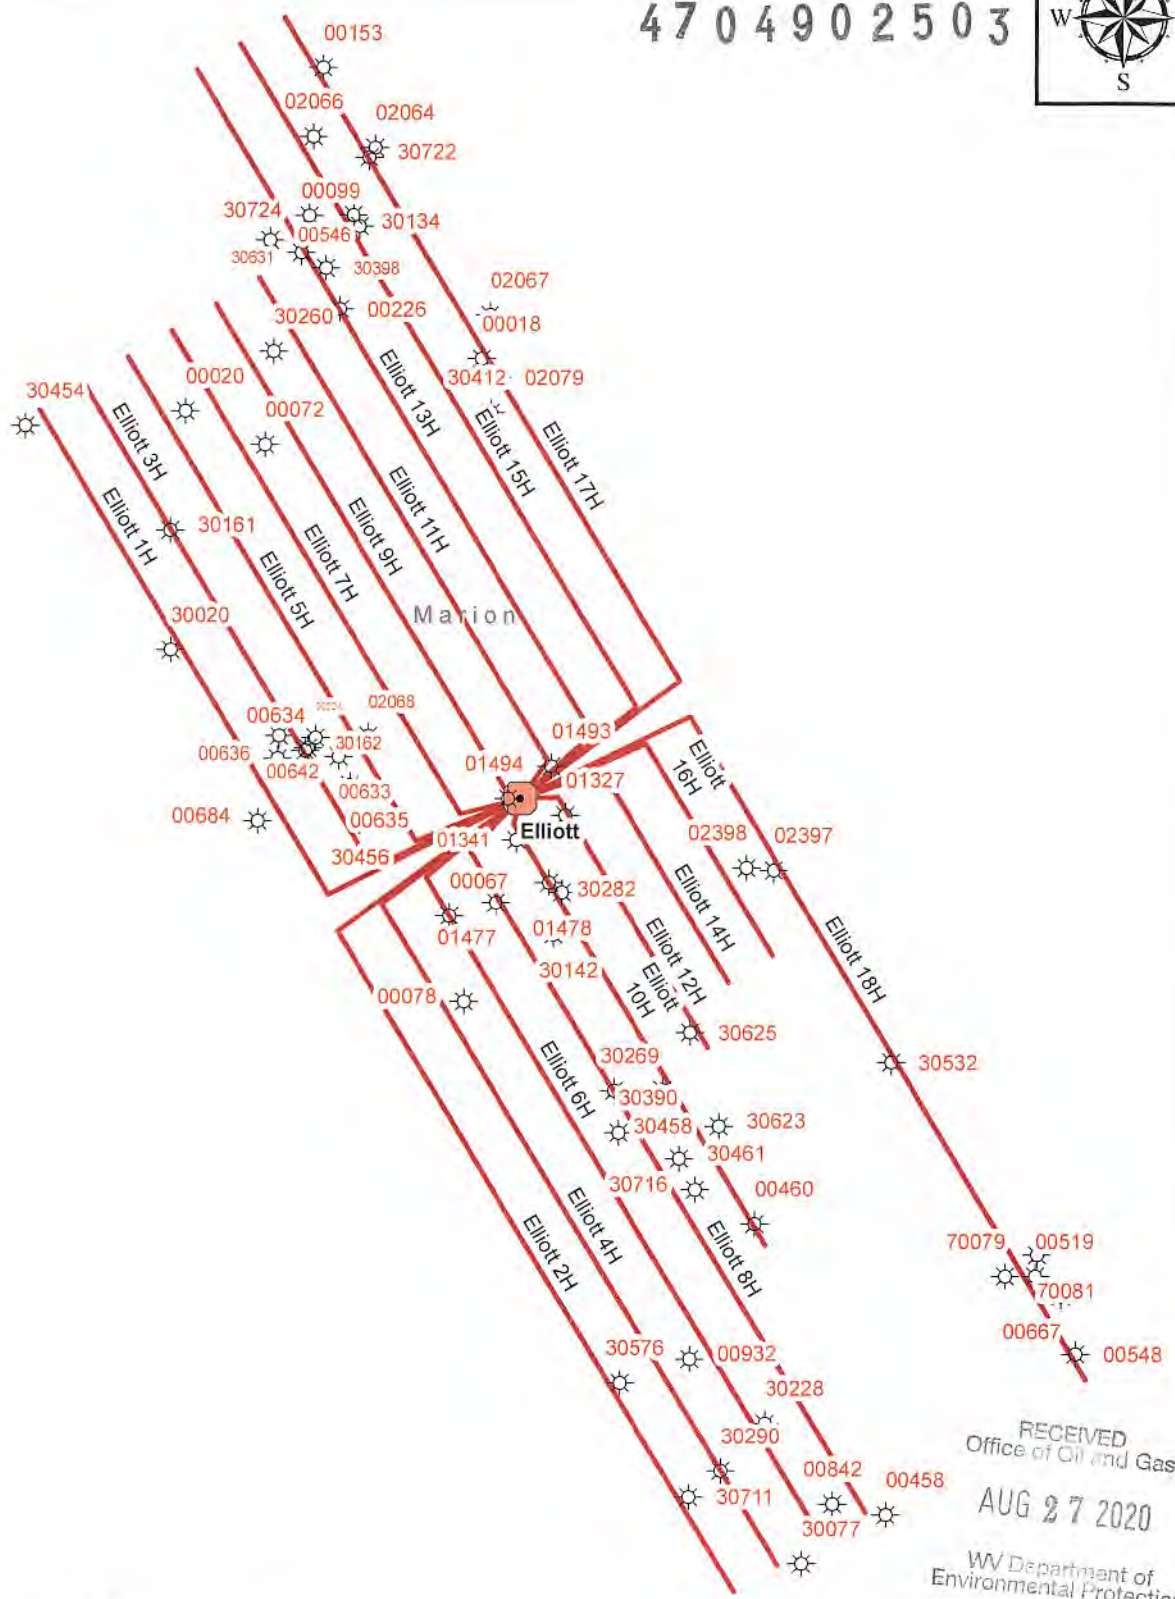 4704902503
W
S
00153
02066
02064
30722
00099
30724
30134
00546
30631
30398
02067
30260
00226
00018
30412
02079
30454
00020
00072
Elliott 3H
Elliott 13H
Elliott 15H
Elliott 17H
Elliott 1H
30161
Elliott 5H
Elliott 7H
Elliott 9H
Elliott 11H
30020
Marion
00634
02068
00636
30162
00642
01493
01494
01327
Elliott
16H
00633
00684
00635
30456
01341
Elliott
02398
02397
00067
30282
01477
01478
30142
Elliott 14H
Elliott 12H
Elliott
10H
Elliott 18H
00078
30625
30269
30532
Elliott 6H
30390
30458
30623
30461
30716
00460
Elliott 2H
Elliott 4H
Elliott 8H
70079
00519
70081
00667
00548
30576
00932
30228
30290
00842
00458
30711
30077
RECEIVED
Office of Oil and Gas
AUG 27 2020
WV Department of
Environmental Protection